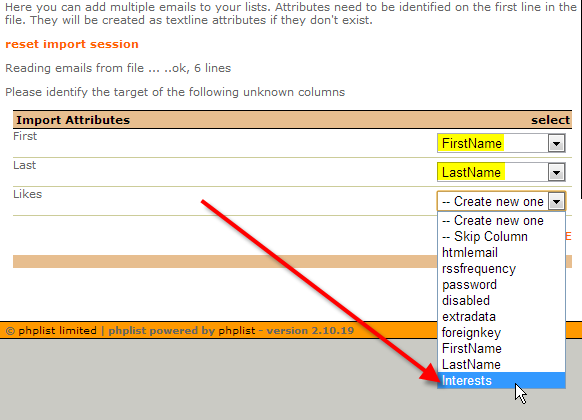 Here you can add multiple emails to your lists. Attributes need to be identified on the first line in the
file. They will be created as textline attributes if they don't exist.
reset import session
Reading emails from file ... ..ok, 6 lines
Please identify the target of the following unknown columns
Import Attributes select
First FirstName
Last LastName
Likes -- Create new one
-- Create new one
-- Skip Column
htmlemail
rssfrequency
password
disabled
extradata
foreignkey
FirstName
LastName
Interests
E
© phplist limited | phplist powered by phplist - version 2.10.19